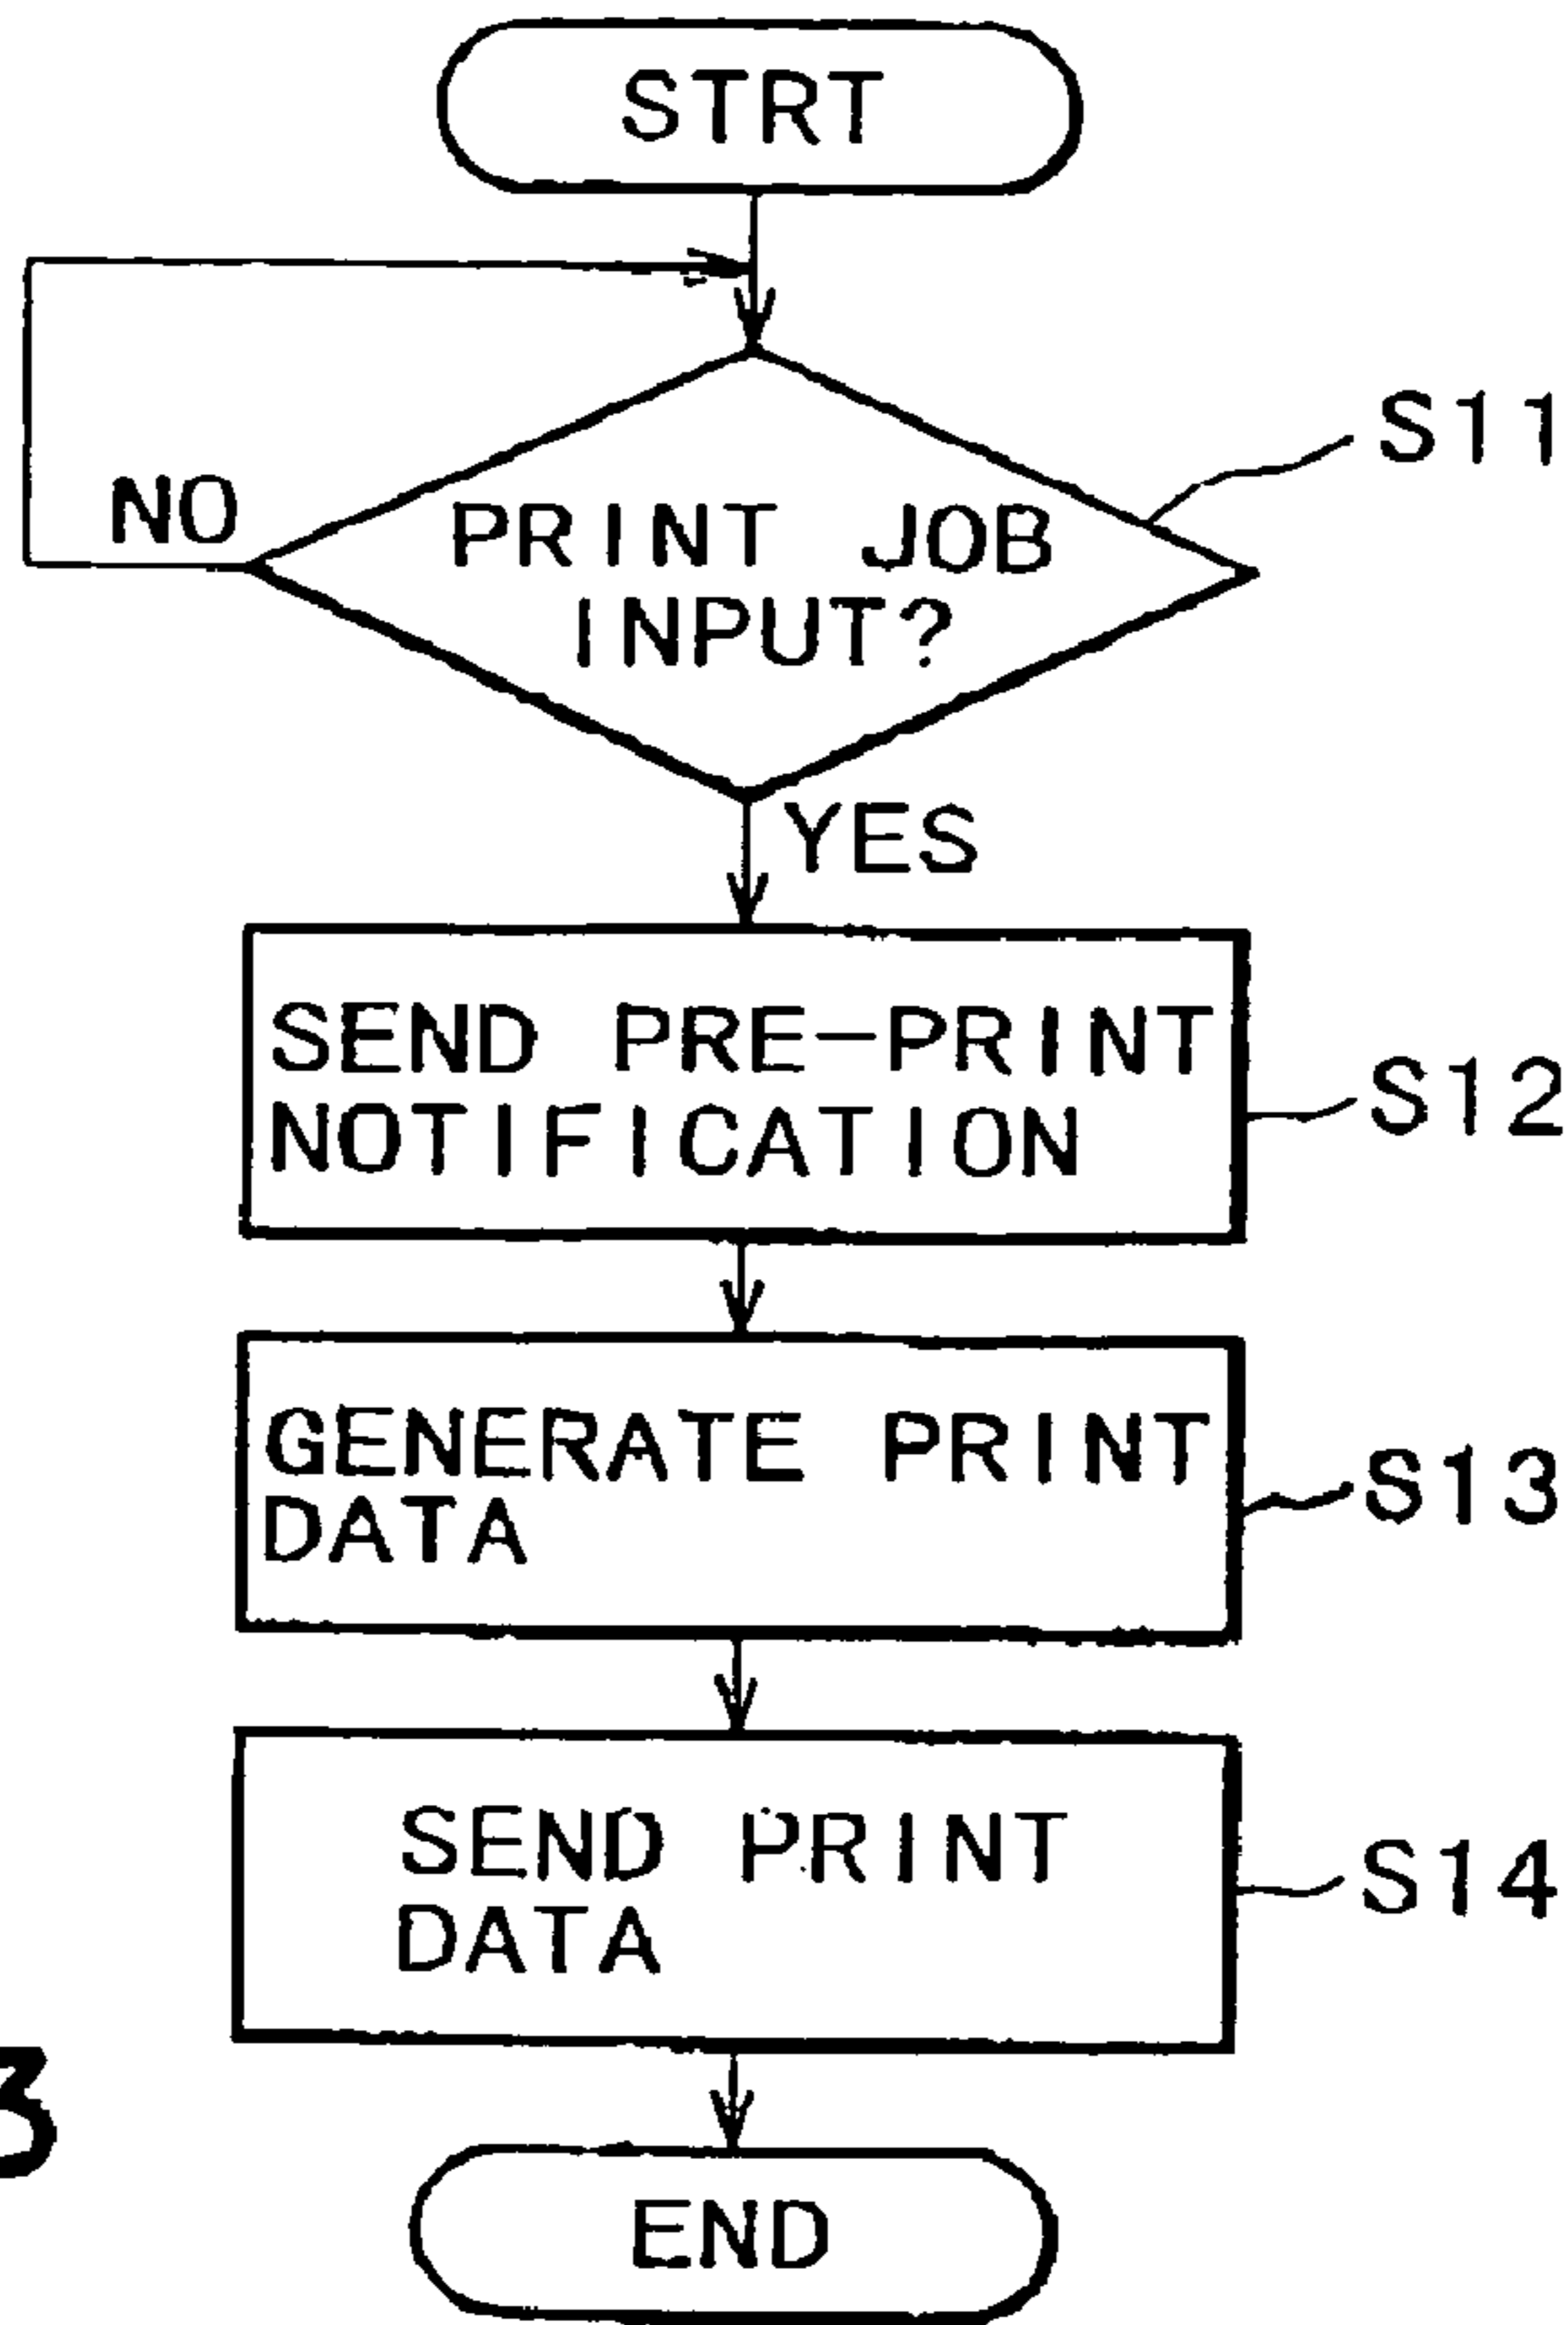 STRT
S11
NO
PRINT JOB
INPUT?
YES
SEND PRE-PRINT
NOTIFICATION
S12
GENERATE PRINT
DATA
S13
SEND PRINT
DATA
S14
3
END